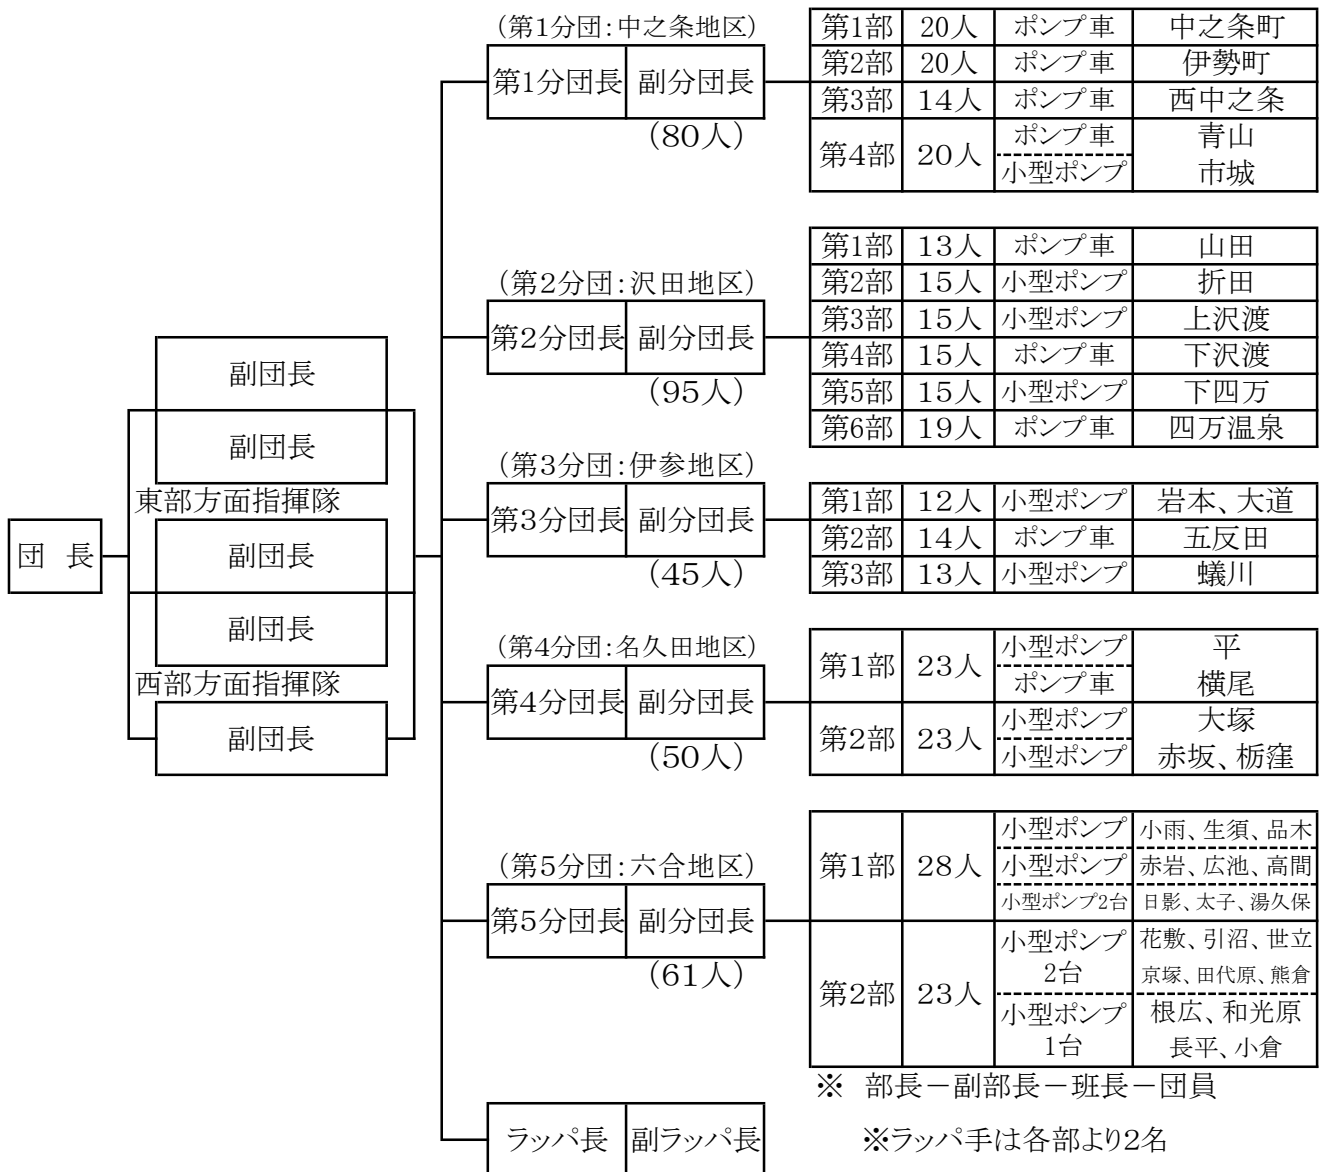 団 長
副団長
副団長
東部方面指揮隊
副団長
副団長
西部方面指揮隊
副団長
(第1分団:中之条地区)
第1分団長 副分団長
(80人)
第1部 20人 ポンプ車 中之条町
第2部 20人 ポンプ車 伊勢町
第3部 14人 ポンプ車 西中之条
第4部 20人 ポンプ車 青山
小型ポンプ 市城
(第2分団:沢田地区)
第2分団長 副分団長
(95人)
第1部 13人 ポンプ車 山田
第2部 15人 小型ポンプ 折田
第3部 15人 小型ポンプ 上沢渡
第4部 15人 ポンプ車 下沢渡
第5部 15人 小型ポンプ 下四万
第6部 19人 ポンプ車 四万温泉
(第3分団:伊参地区)
第3分団長 副分団長
(45人)
第1部 12人 小型ポンプ 岩本、大道
第2部 14人 ポンプ車 五反田
第3部 13人 小型ポンプ 蟻川
(第4分団:名久田地区)
第4分団長 副分団長
(50人)
第1部 23人 小型ポンプ 平
ポンプ車 横尾
第2部 23人 小型ポンプ 大塚
小型ポンプ 赤坂、栃窪
(第5分団:六合地区)
第5分団長 副分団長
(61人)
第1部 28人 小型ポンプ 小雨、生須、品木
小型ポンプ 赤岩、広池、高間
小型ポンプ2台 日影、太子、湯久保
第2部 23人 小型ポンプ 花敷、引沼、世立
2台 京塚、田代原、熊倉
小型ポンプ 根広、和光原
1台 長平、小倉
※ 部長－副部長－班長－団員
ラッパ長 副ラッパ長
※ラッパ手は各部より2名